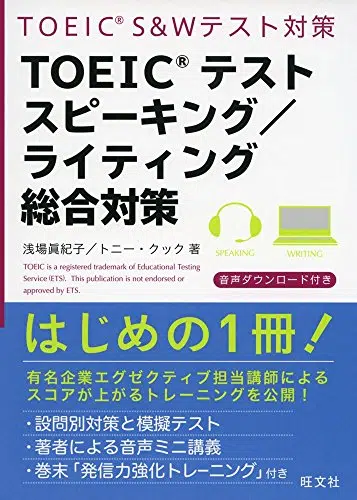 TOEIC® S&Wテスト対策
TOEIC® テスト
スピーキング／
ライティング
総合対策
浅場眞紀子／トニー・クック 著
TOEIC is a registered trademark of Educational Testing
Service (ETS). This publication is not endorsed or
approved by ETS.
SPEAKING
WRITING
音声ダウンロード付き
はじめの1冊！
有名企業エグゼクティブ担当講師による
スコアが上がるトレーニングを公開！
・設問別対策と模擬テスト
・著者による音声ミニ講義
・巻末「発信力強化トレーニング」付き
旺文社